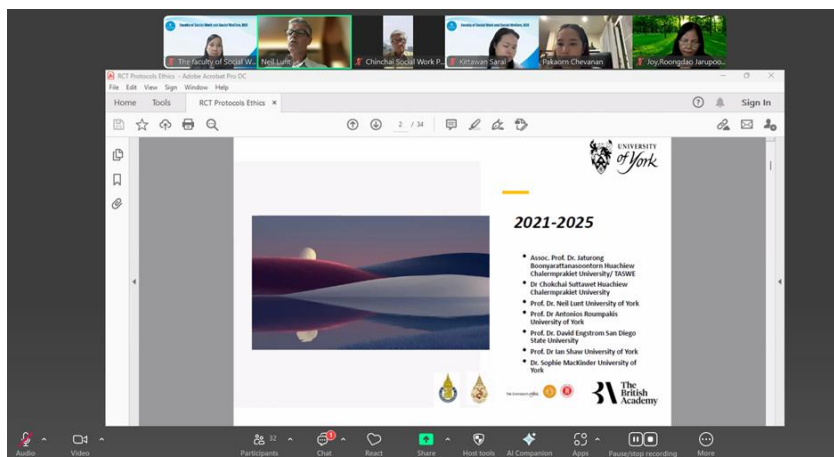 The faculty of Social W...
Neil Lunt
Chinchai Social Work P...
Kittawan Sarai
Pakaorn Chevanan
Joy,Roongdao Jarupoo...
RCT Protocols Ethics - Adobe Acrobat Pro DC
File Edit View Sign Window Help
Home Tools RCT Protocols Ethics × Sign In
2 / 34
UNIVERSITY
of York
2021-2025
• Assoc. Prof. Dr. Jaturong
Boonyarattanasoontorn Huachiew
Chalermprakiet University/ TASWE
• Dr Chokchai Suttawet Huachiew
Chalermprakiet University
• Prof. Dr. Neil Lunt University of York
• Prof. Dr Antonios Roumpakis
University of York
• Prof. Dr. David Engstrom San Diego
State University
• Prof. Dr Ian Shaw University of York
• Dr. Sophie MacKinder University of
York
The
British
Academy
Audio Video Participants 32 Chat 1 React Share Host tools AI Companion Apps Pause/stop recording More